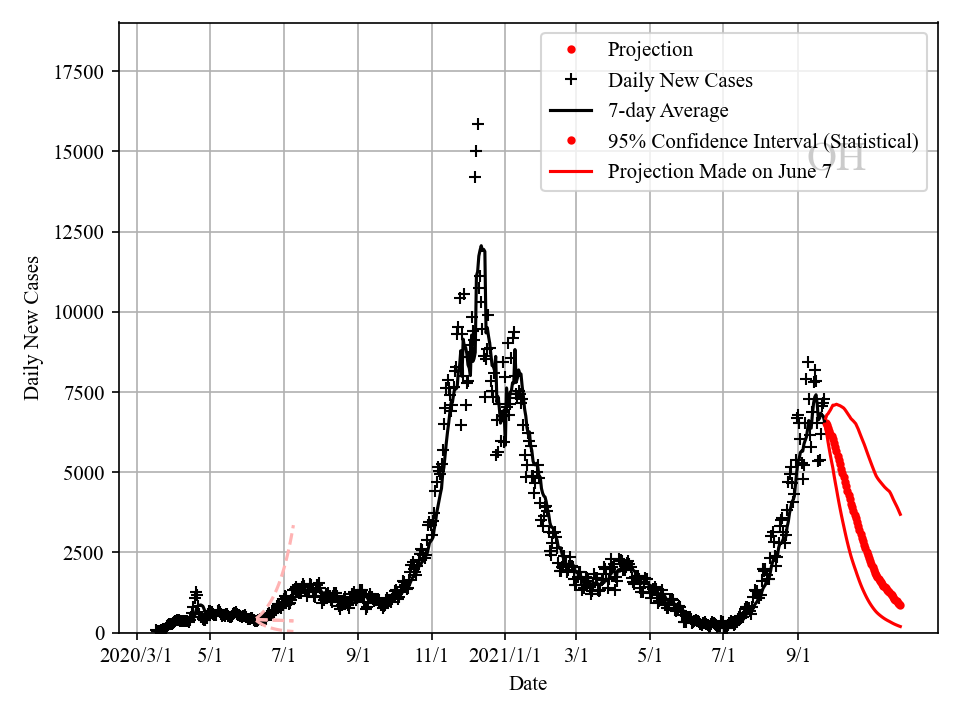 Projection
Daily New Cases
7-day Average
95% Confidence Interval (Statistical)
Projection Made on June 7
OH
17500
15000
12500
10000
7500
5000
2500
0
Daily New Cases
2020/3/1 5/1 7/1 9/1 11/1 2021/1/1 3/1 5/1 7/1 9/1
Date